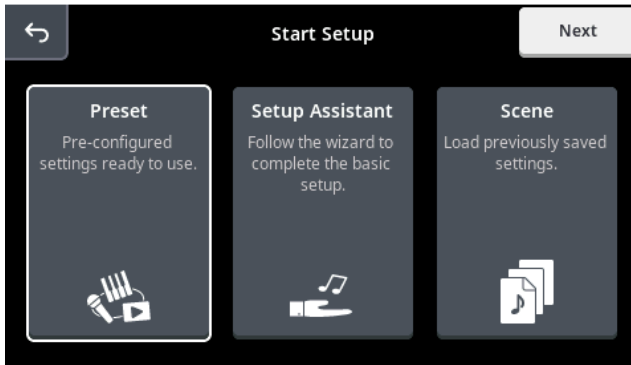 Start Setup
Next
Preset
Pre-configured
settings ready to use.
Setup Assistant
Follow the wizard to
complete the basic
setup.
Scene
Load previously saved
settings.